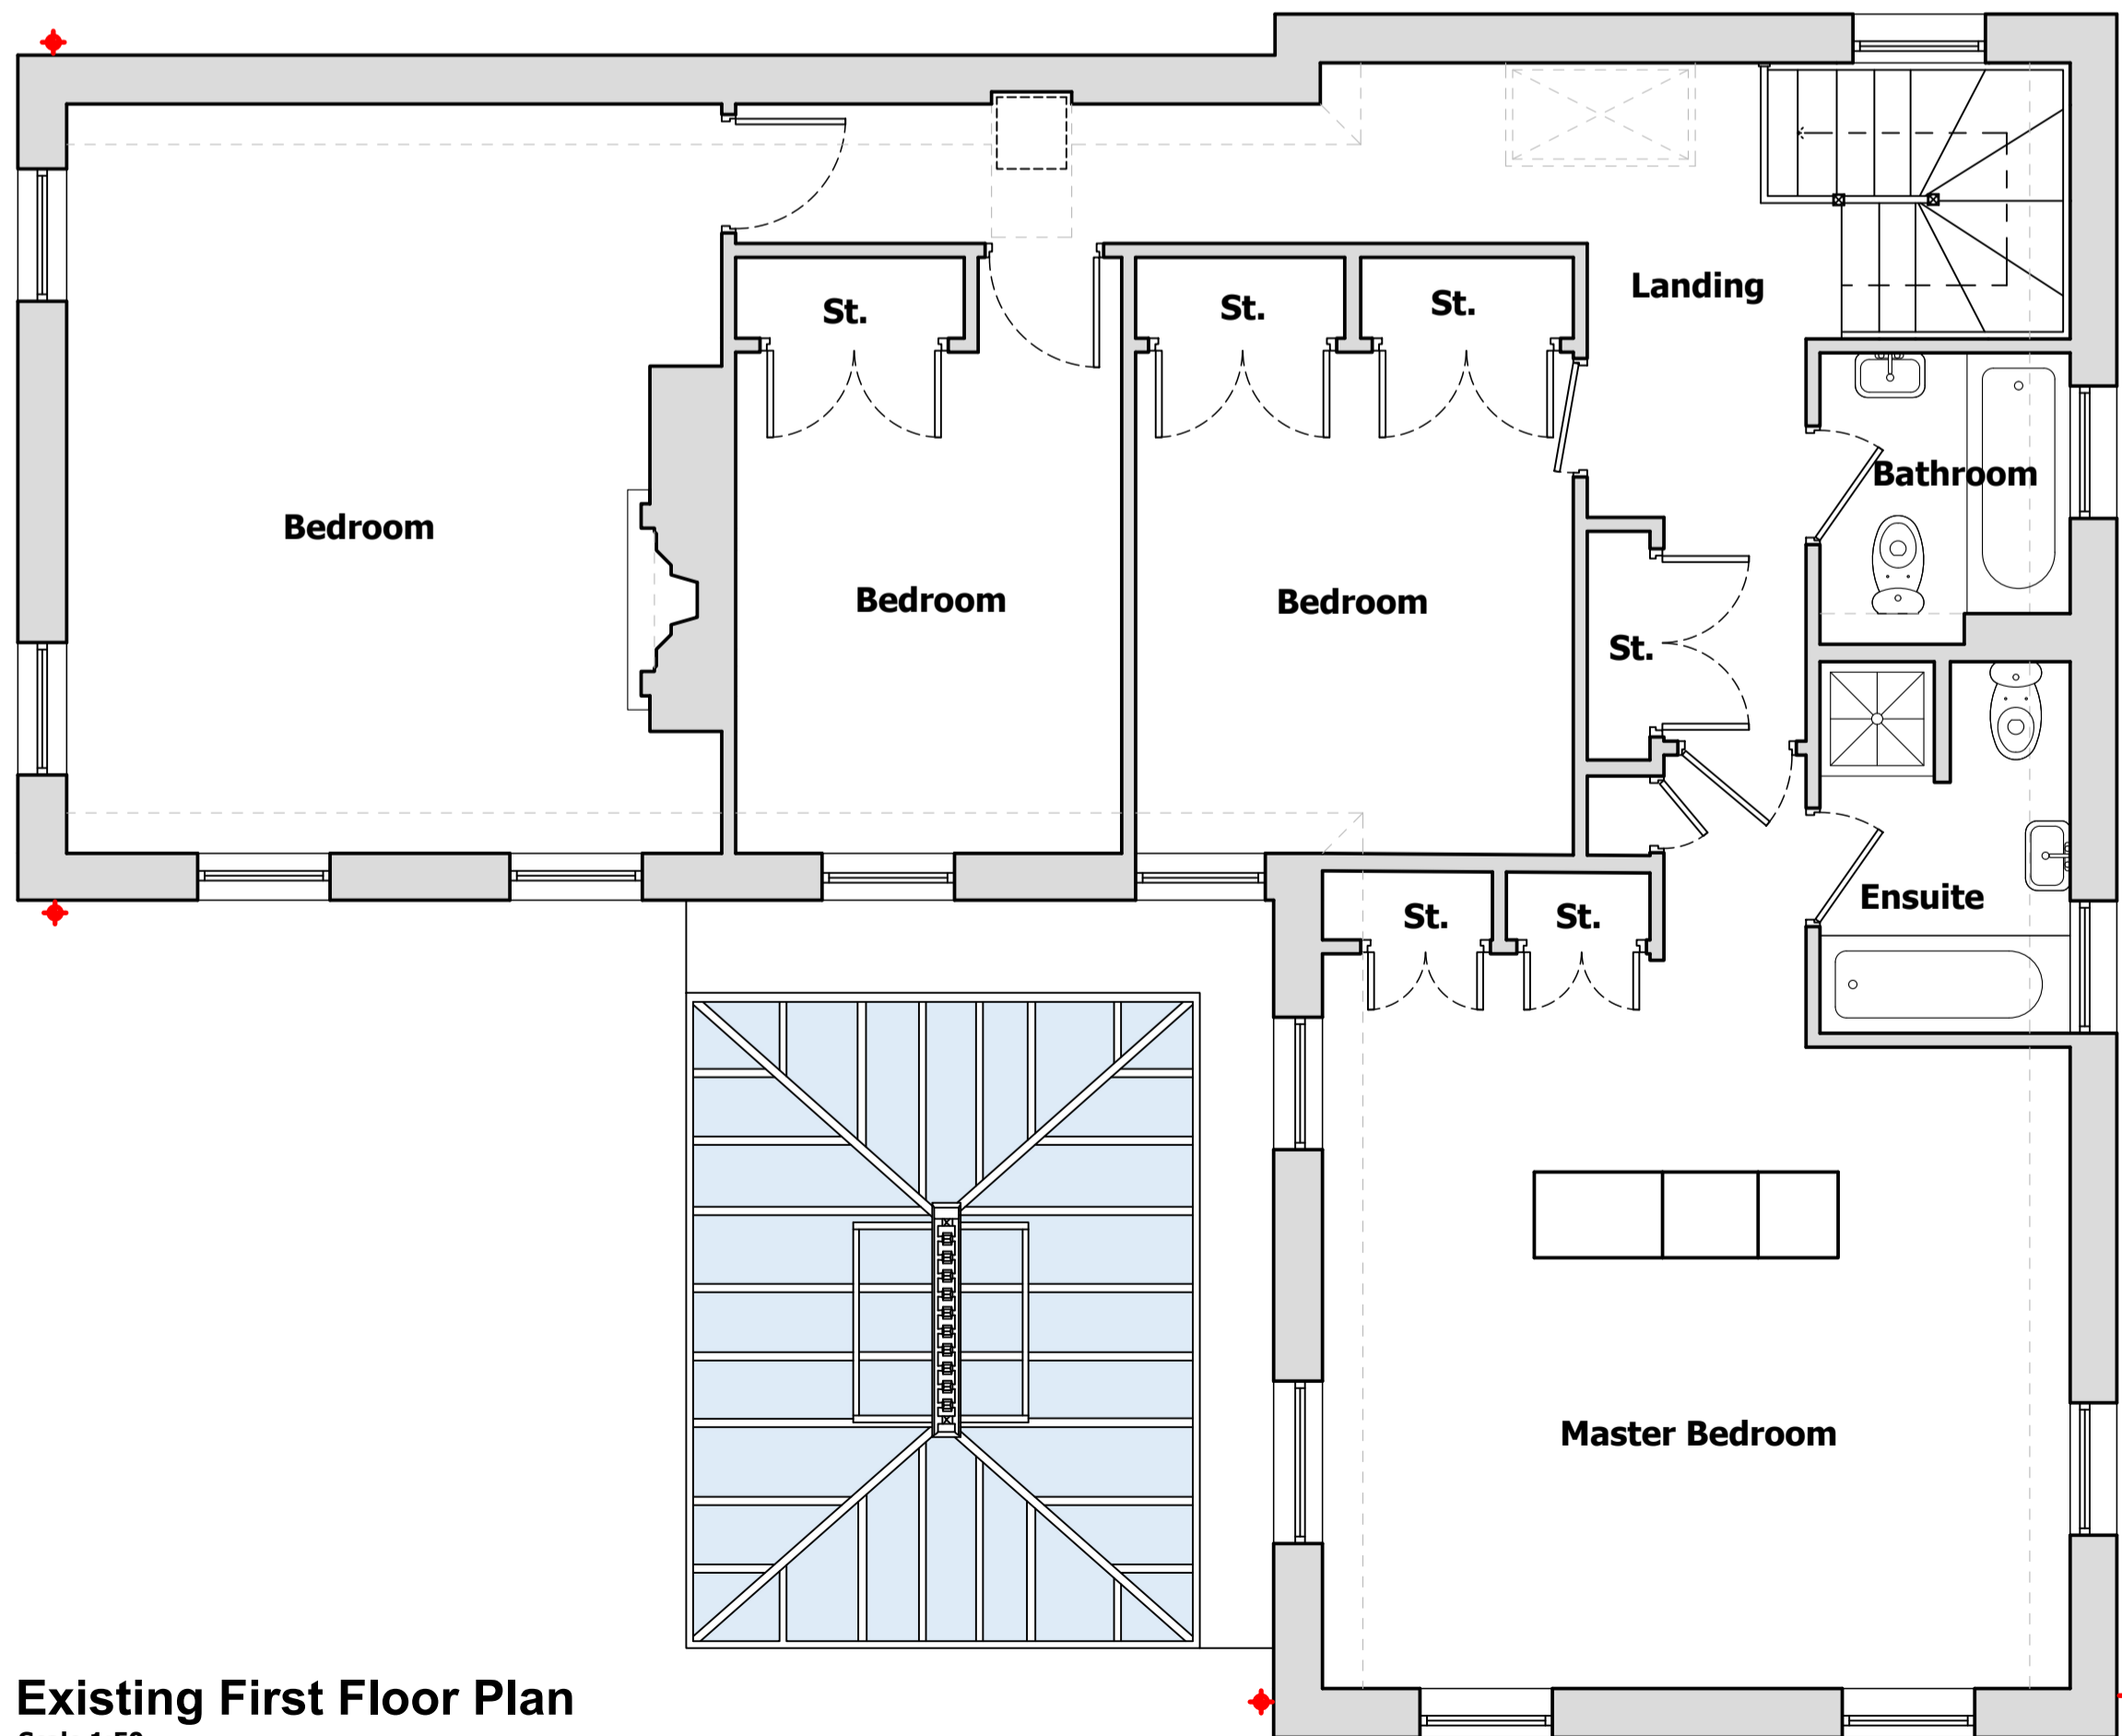 St.
St.
St.
Landing
Bathroom
Bedroom
Bedroom
Bedroom
St.
Ensuite
St.
St.
Master Bedroom
Existing First Floor Plan